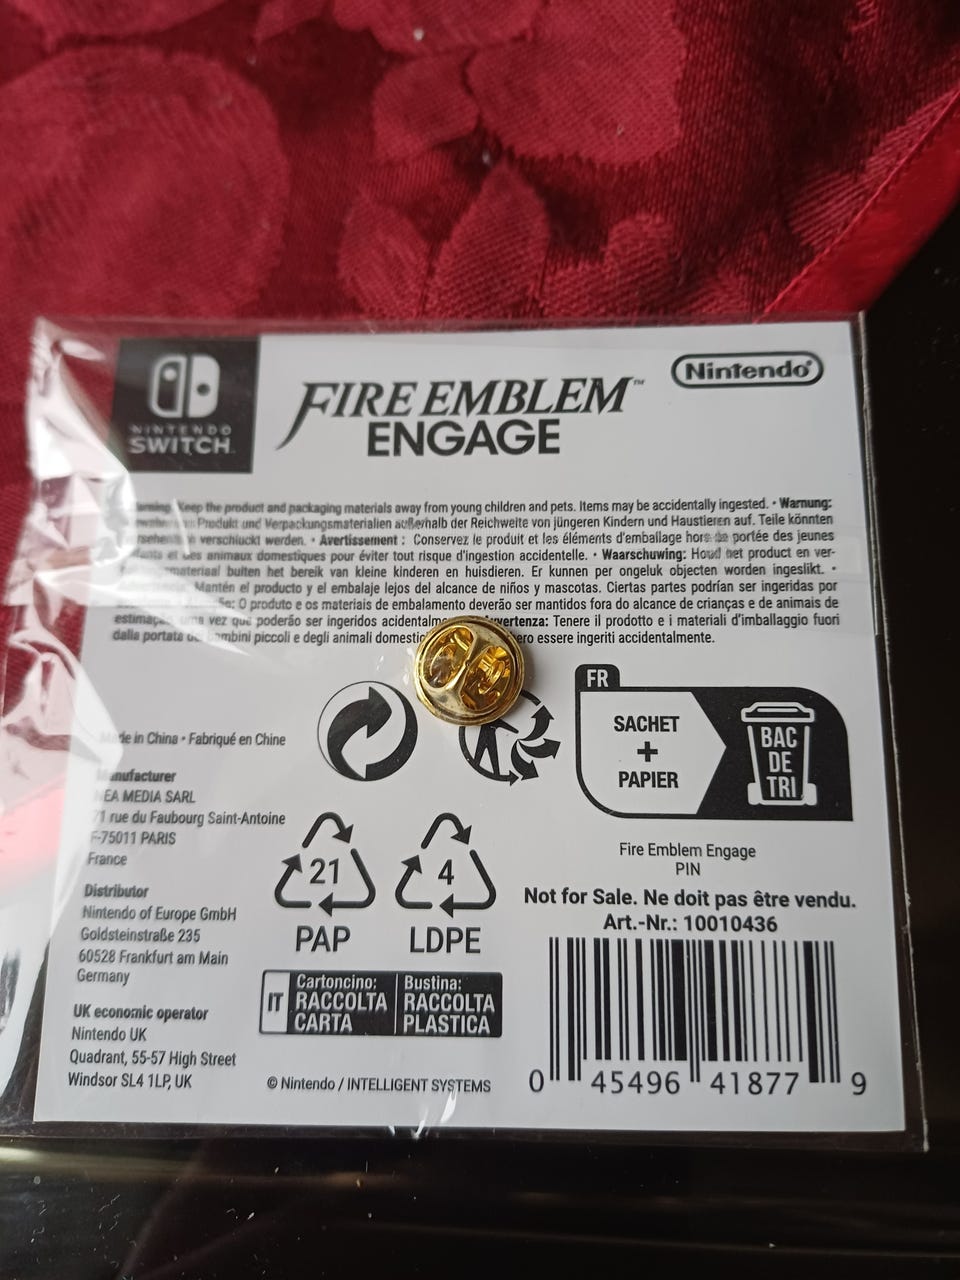 NINTENDO
SWITCH
FIRE EMBLEM™
ENGAGE
Nintendo®
Keep the product and packaging materials away from young children and pets. Items may be accidentally ingested. • Warnung:
Produkt und Verpackungsmaterialien außerhalb der Reichweite von jüngeren Kindern und Haustieren auf. Teile könnten
verschluckt werden. • Avertissement : Conservez le produit et les éléments d'emballage hors de portée des jeunes
et des animaux domestiques pour éviter tout risque d'ingestion accidentelle. • Waarschuwing: Houd het product en ver-
buiten het bereik van kleine kinderen en huisdieren. Er kunnen per ongeluk objecten worden ingeslikt. •
Mantén el producto y el embalaje lejos del alcance de niños y mascotas. Ciertas partes podrían ser ingeridas por
O produto e os materiais de embalamento deverão ser mantidos fora do alcance de crianças e de animais de
estimação, uma vez que poderão ser ingeridos Tenere il prodotto e i materiali d'imballaggio fuori
dalla portata bambini piccoli e degli animali essere ingeriti accidentalmente.
Made in China • Fabriqué en Chine
Manufacturer
NEA MEDIA SARL
71 rue du Faubourg Saint-Antoine
F-75011 PARIS
France
Distributor
Nintendo of Europe GmbH
Goldsteinstraße 235
60528 Frankfurt am Main
Germany
UK economic operator
Nintendo UK
Quadrant, 55-57 High Street
Windsor SL4 1LP, UK
21
PAP
4
LDPE
IT
Cartoncino:
RACCOLTA
CARTA
Bustina:
RACCOLTA
PLASTICA
© Nintendo / INTELLIGENT SYSTEMS
FR
SACHET
+
PAPIER
BAC
DE
TRI
Fire Emblem Engage
PIN
Not for Sale. Ne doit pas être vendu.
Art.-Nr.: 10010436
0 45496 41877 9